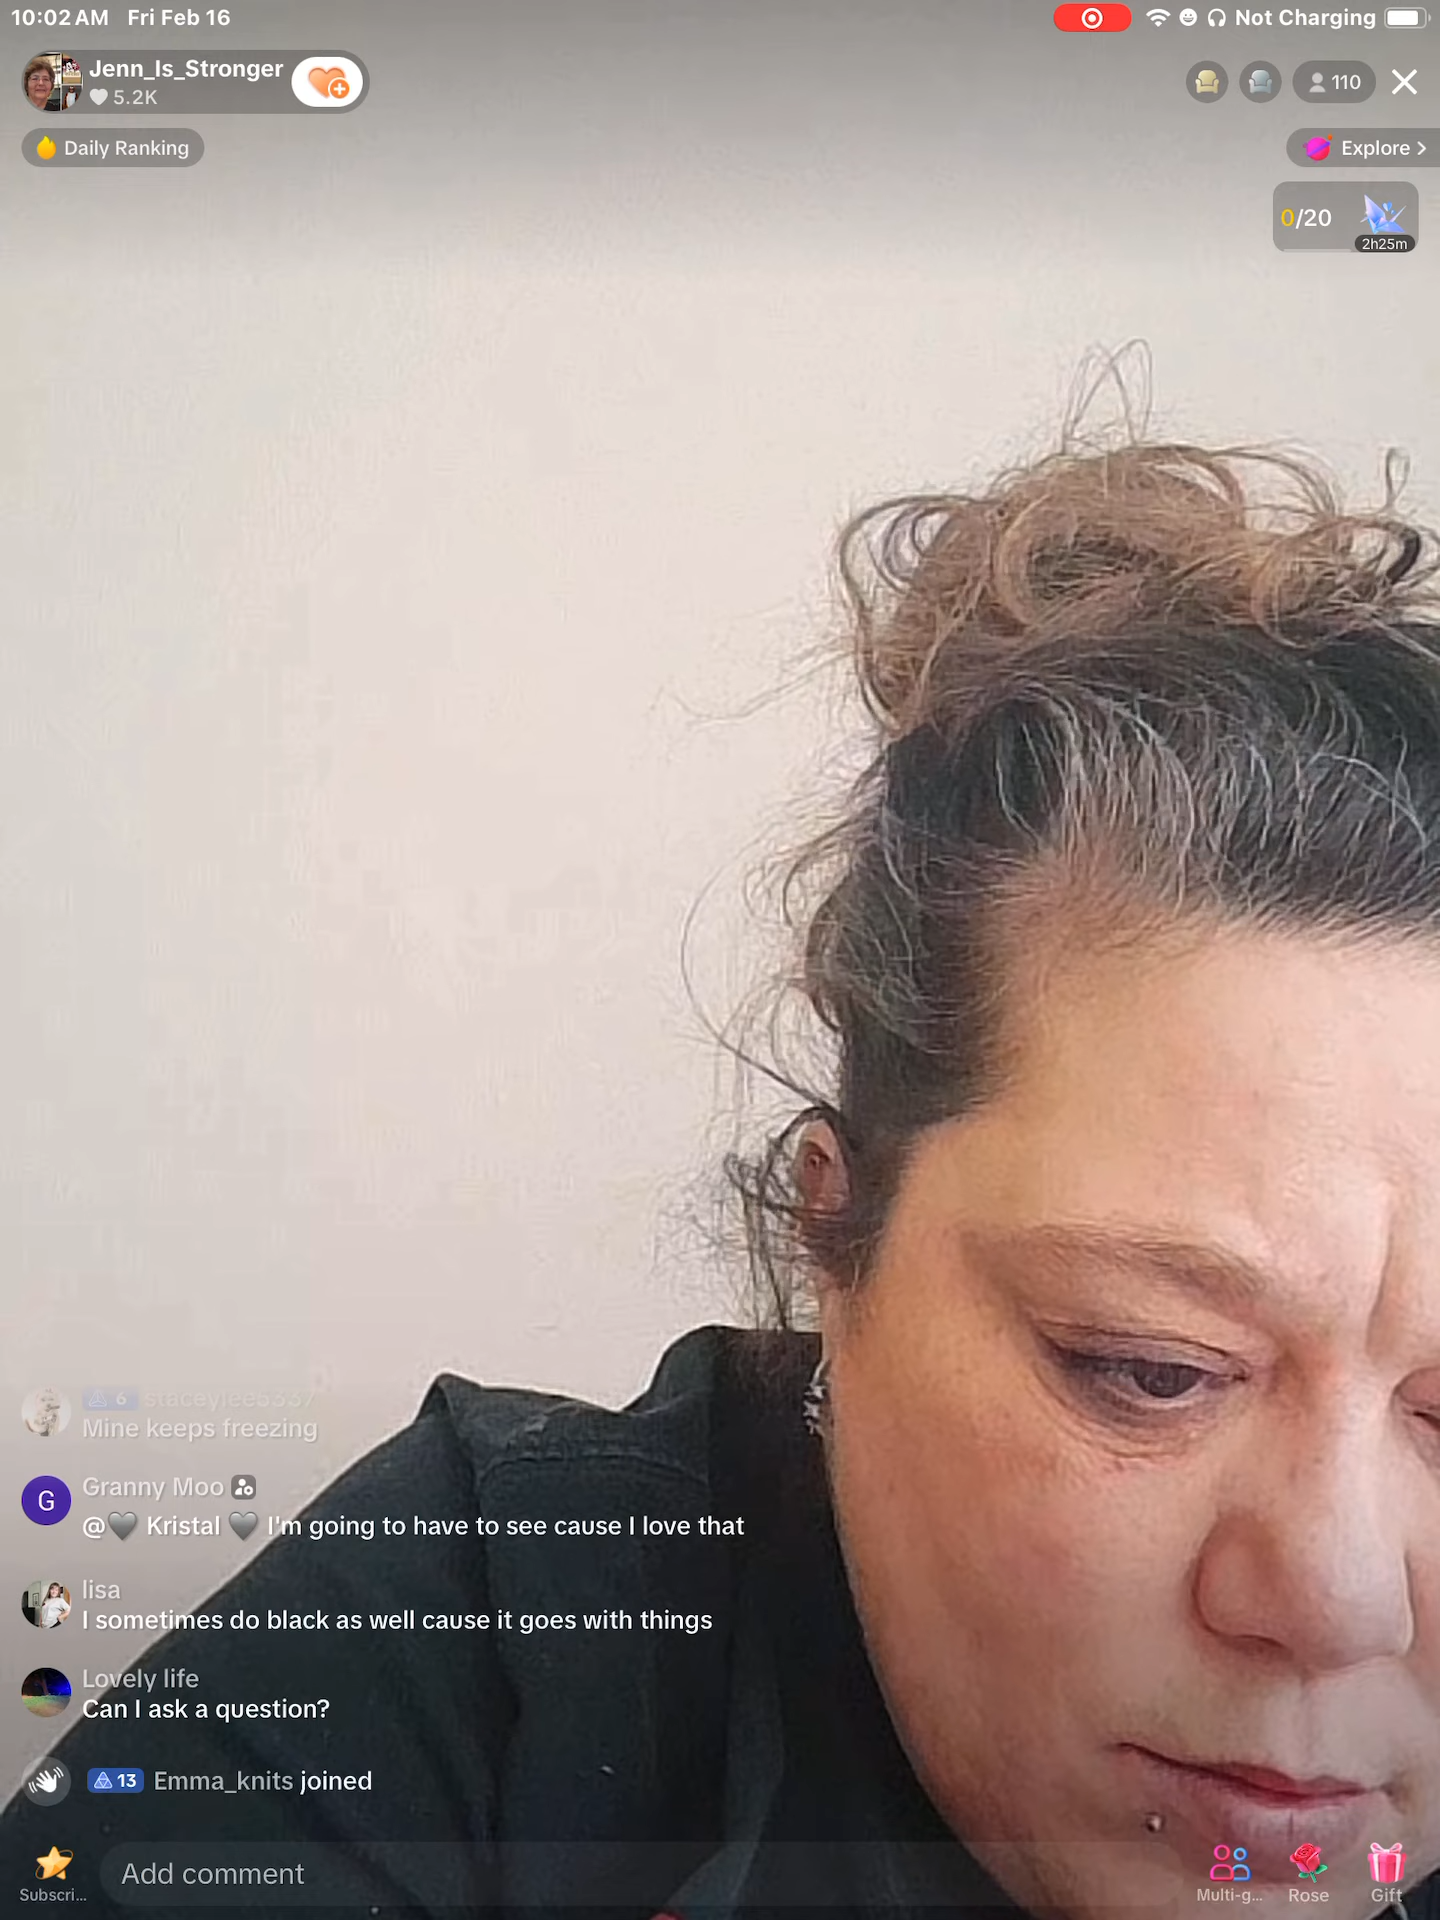 10:02 AM Fri Feb 16
Not Charging
Jenn_Is_Stronger
5.2K
110
Daily Ranking
Explore >
0/20
2h25m
6 staceylee5337
Mine keeps freezing
G
Granny Moo
@🖤 Kristal 🖤 I'm going to have to see cause I love that
lisa
I sometimes do black as well cause it goes with things
Lovely life
Can I ask a question?
13 Emma_knits joined
Add comment
Subscri...
Multi-g...
Rose
Gift